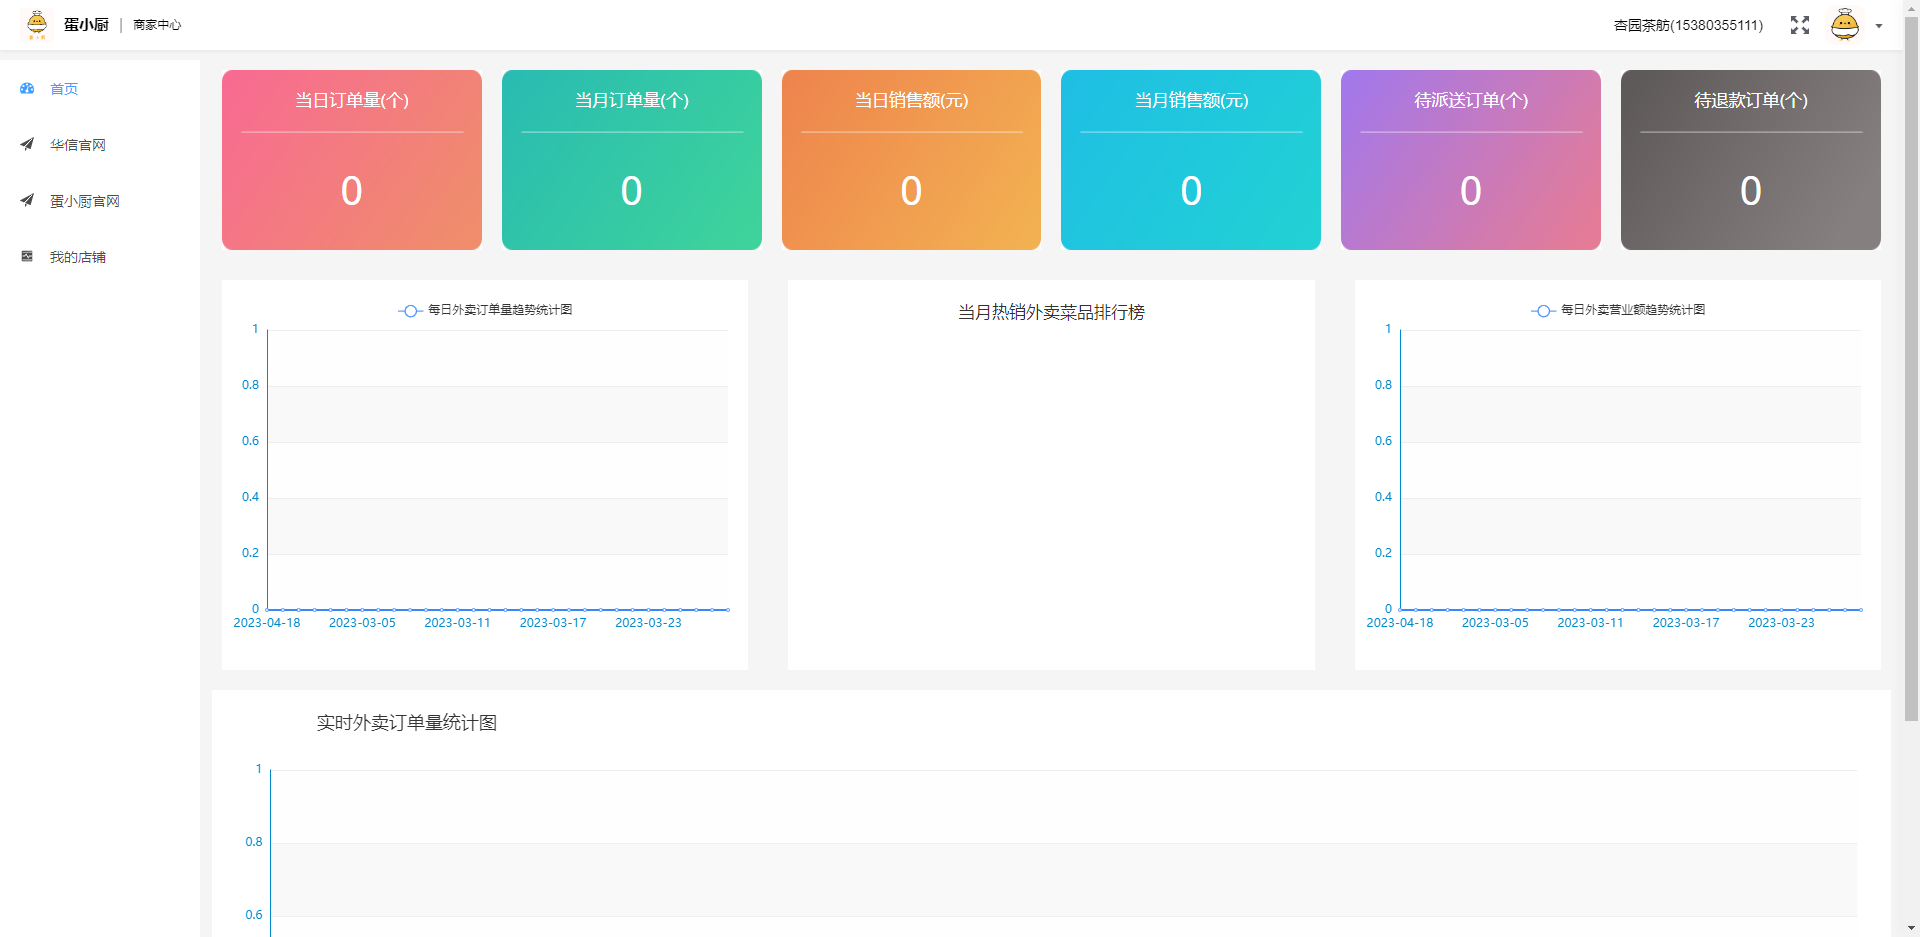 蛋小厨 | 商家中心
杏园茶舫(15380355111)
首页
华信官网
蛋小厨官网
我的店铺
当日订单量(个)
0
当月订单量(个)
0
当日销售额(元)
0
当月销售额(元)
0
待派送订单(个)
0
待退款订单(个)
0
每日外卖订单量趋势统计图
1
0.8
0.6
0.4
0.2
0
2023-04-18 2023-03-05 2023-03-11 2023-03-17 2023-03-23
当月热销外卖菜品排行榜
每日外卖营业额趋势统计图
1
0.8
0.6
0.4
0.2
0
2023-04-18 2023-03-05 2023-03-11 2023-03-17 2023-03-23
实时外卖订单量统计图
1
0.8
0.6